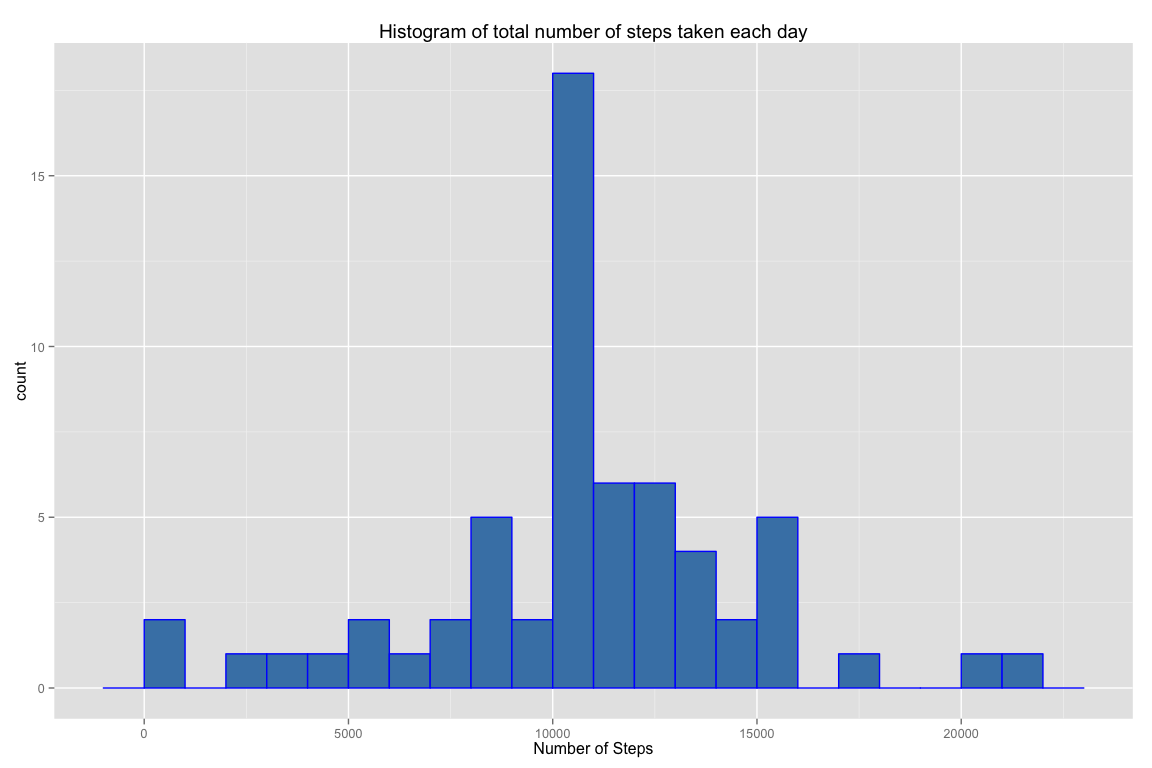 Histogram of total number of steps taken each day
15
10
5
0
count
0 5000 10000 15000 20000
Number of Steps